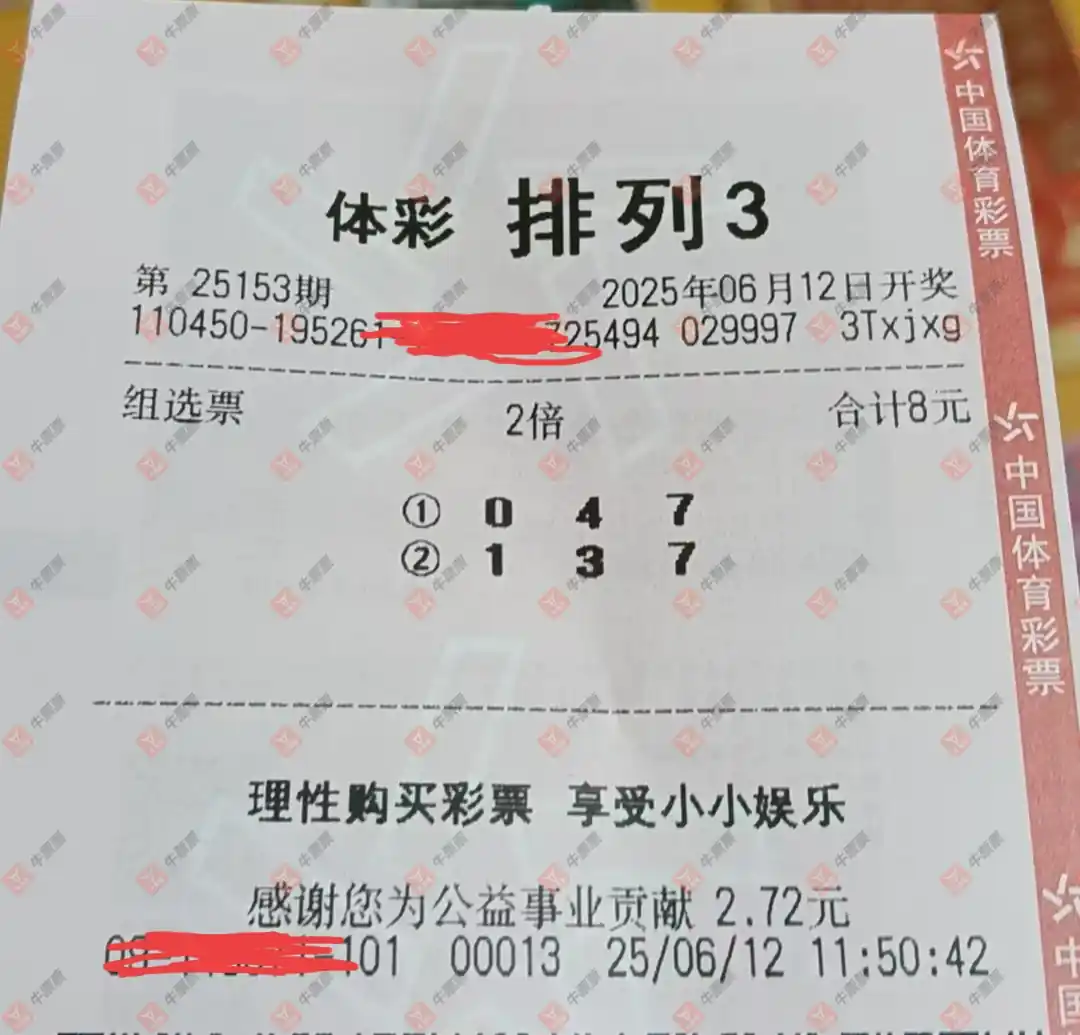 体彩 排列3
第 25153期 2025年06月12日开奖
110450-195261 725494 029997 3Txjxg
组选票 2倍 合计8元
① 0 4 7
② 1 3 7
理性购买彩票 享受小小娱乐
感谢您为公益事业贡献 2.72元
101 00013 25/06/12 11:50:42
中国体育彩票
中国体育彩票
中国